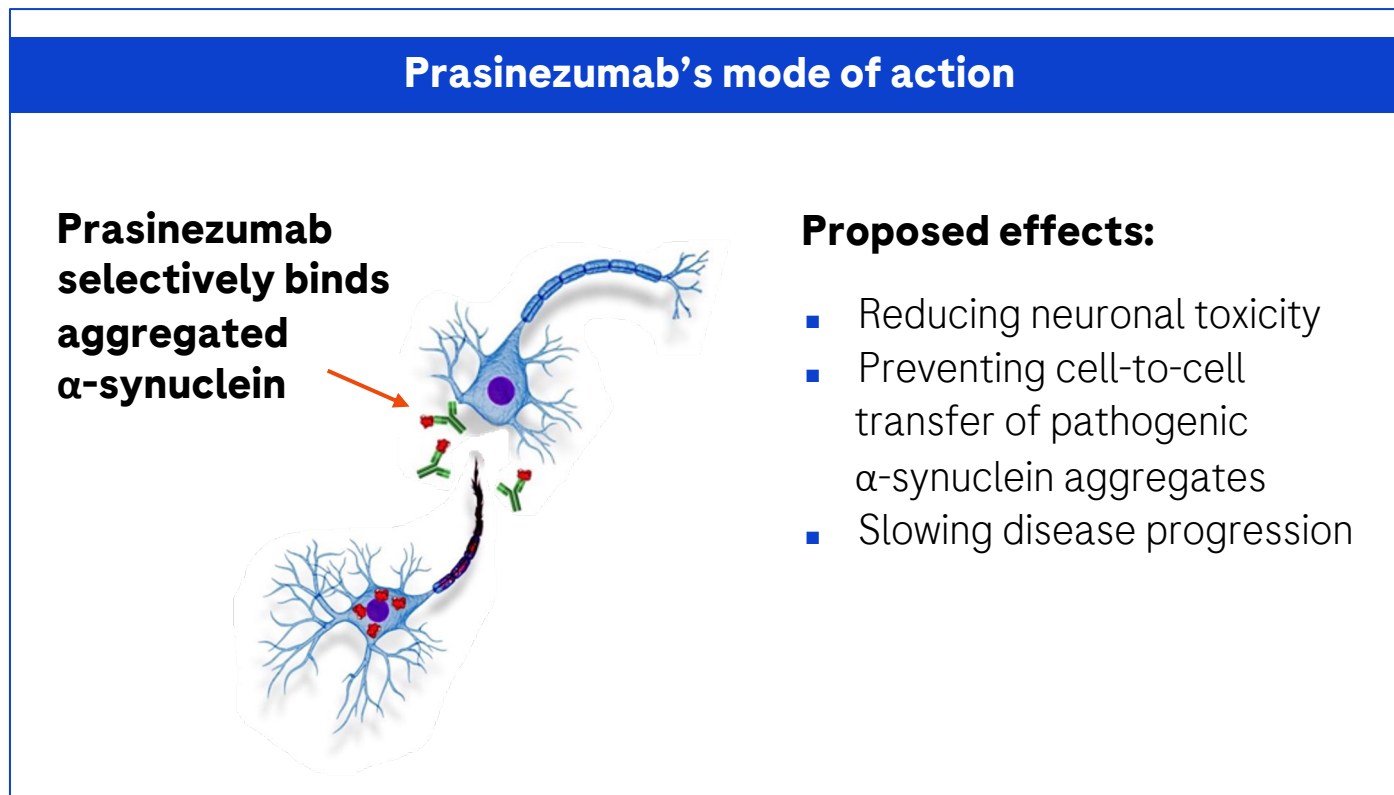 Prasinezumab’s mode of action
Prasinezumab
selectively binds
aggregated
α-synuclein
Proposed effects:
▪ Reducing neuronal toxicity
▪ Preventing cell-to-cell
transfer of pathogenic
α-synuclein aggregates
▪ Slowing disease progression